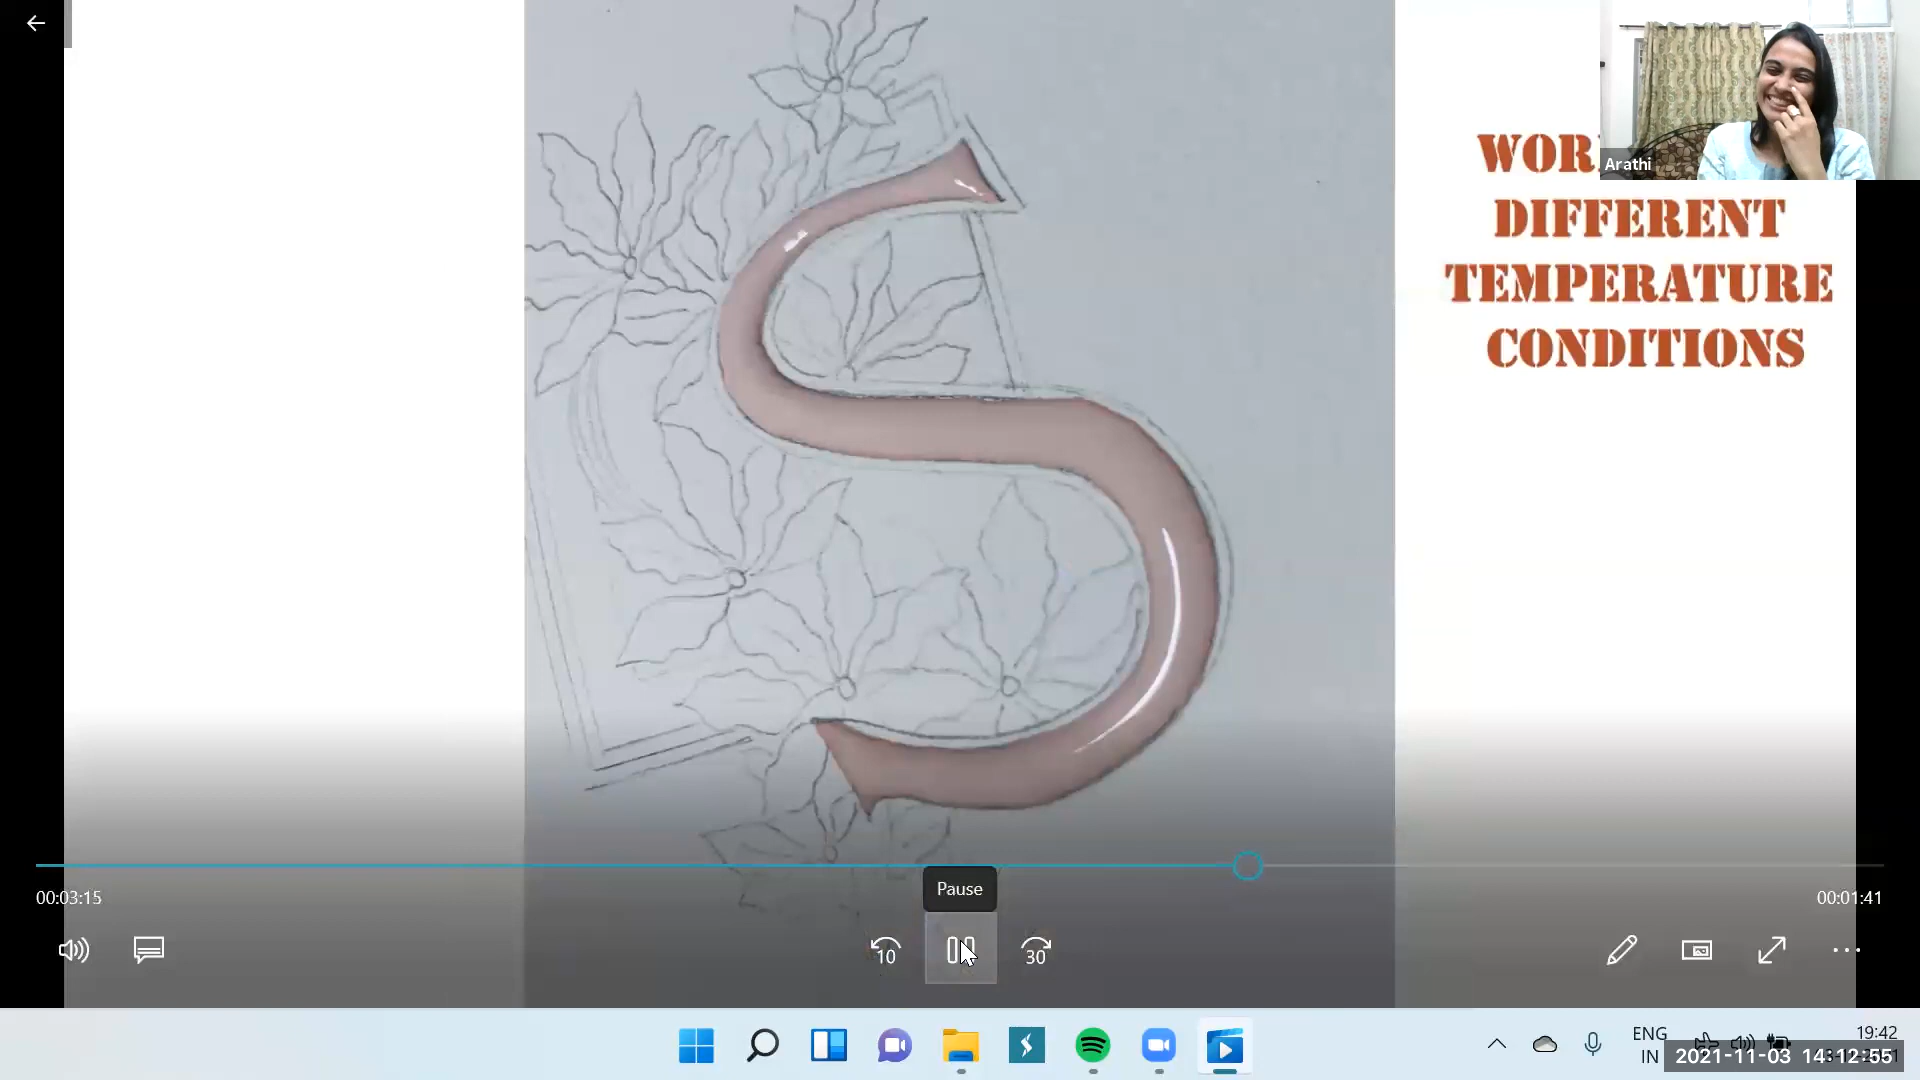 WOR
DIFFERENT
TEMPERATURE
CONDITIONS
Arathi
Pause
00:03:15
00:01:41
10
30
ENG
IN
19:42
2021-11-03 14:12:55